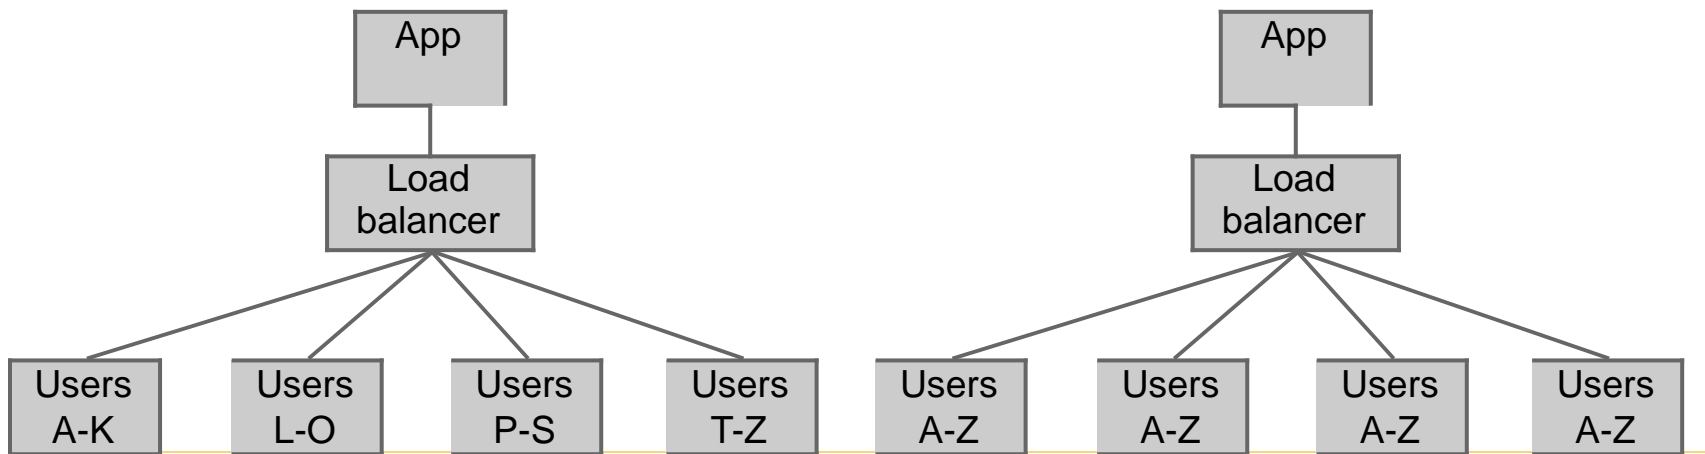 App
Load
balancer
Users
A-K
Users
L-O
Users
P-S
Users
T-Z
App
Load
balancer
Users
A-Z
Users
A-Z
Users
A-Z
Users
A-Z